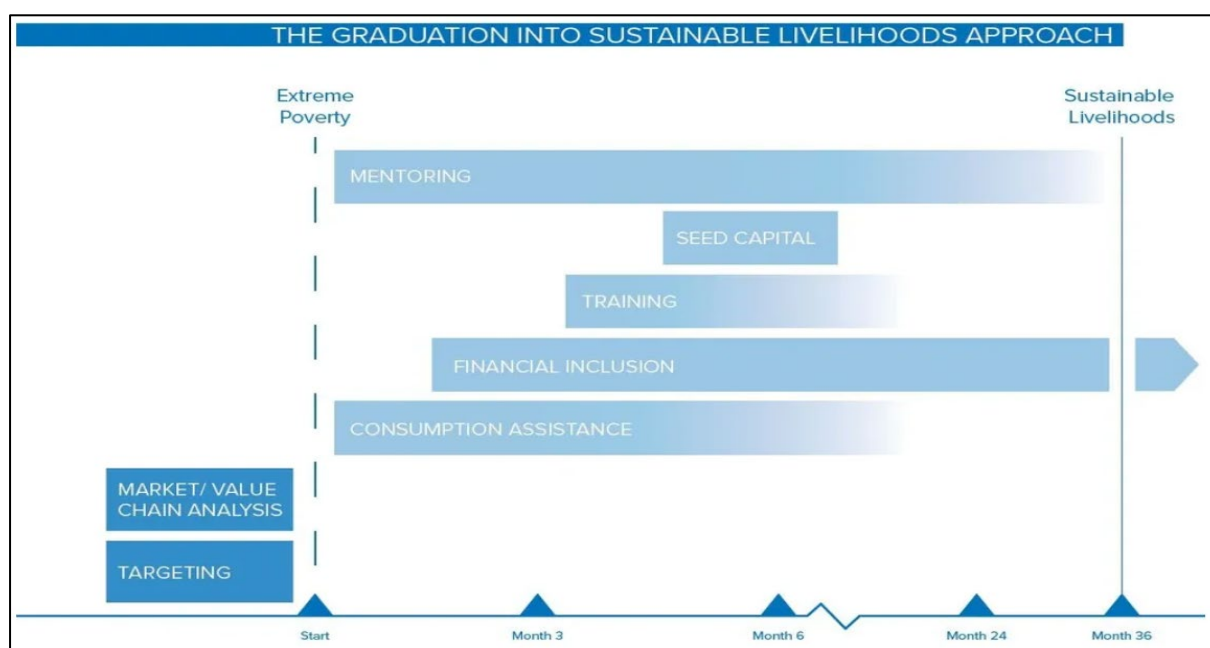 THE GRADUATION INTO SUSTAINABLE LIVELIHOODS APPROACH
Extreme
Poverty
Sustainable
Livelihoods
MENTORING
SEED CAPITAL
TRAINING
FINANCIAL INCLUSION
CONSUMPTION ASSISTANCE
MARKET/ VALUE
CHAIN ANALYSIS
TARGETING
Start
Month 3
Month 6
Month 24
Month 36